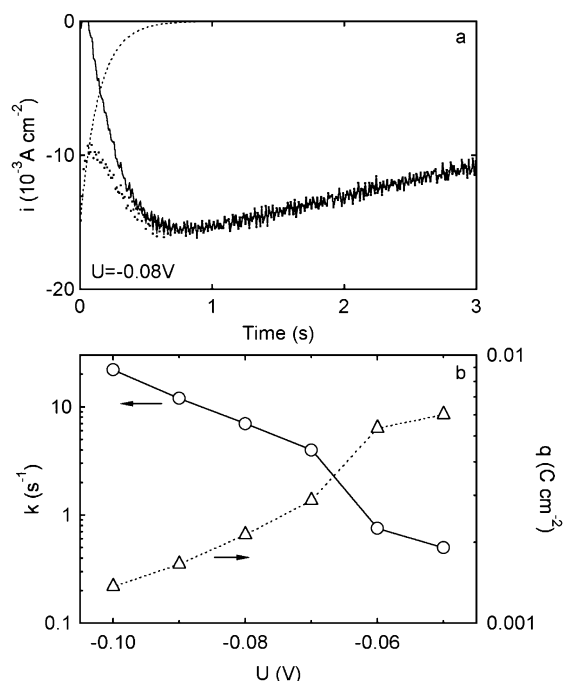 a
0
-10
-20
i (10⁻³A cm⁻²)
U=-0.08V
0
1
2
3
Time (s)
b
10
1
0.1
k (s⁻¹)
0.01
0.001
q (C cm⁻²)
-0.10
-0.08
-0.06
U (V)